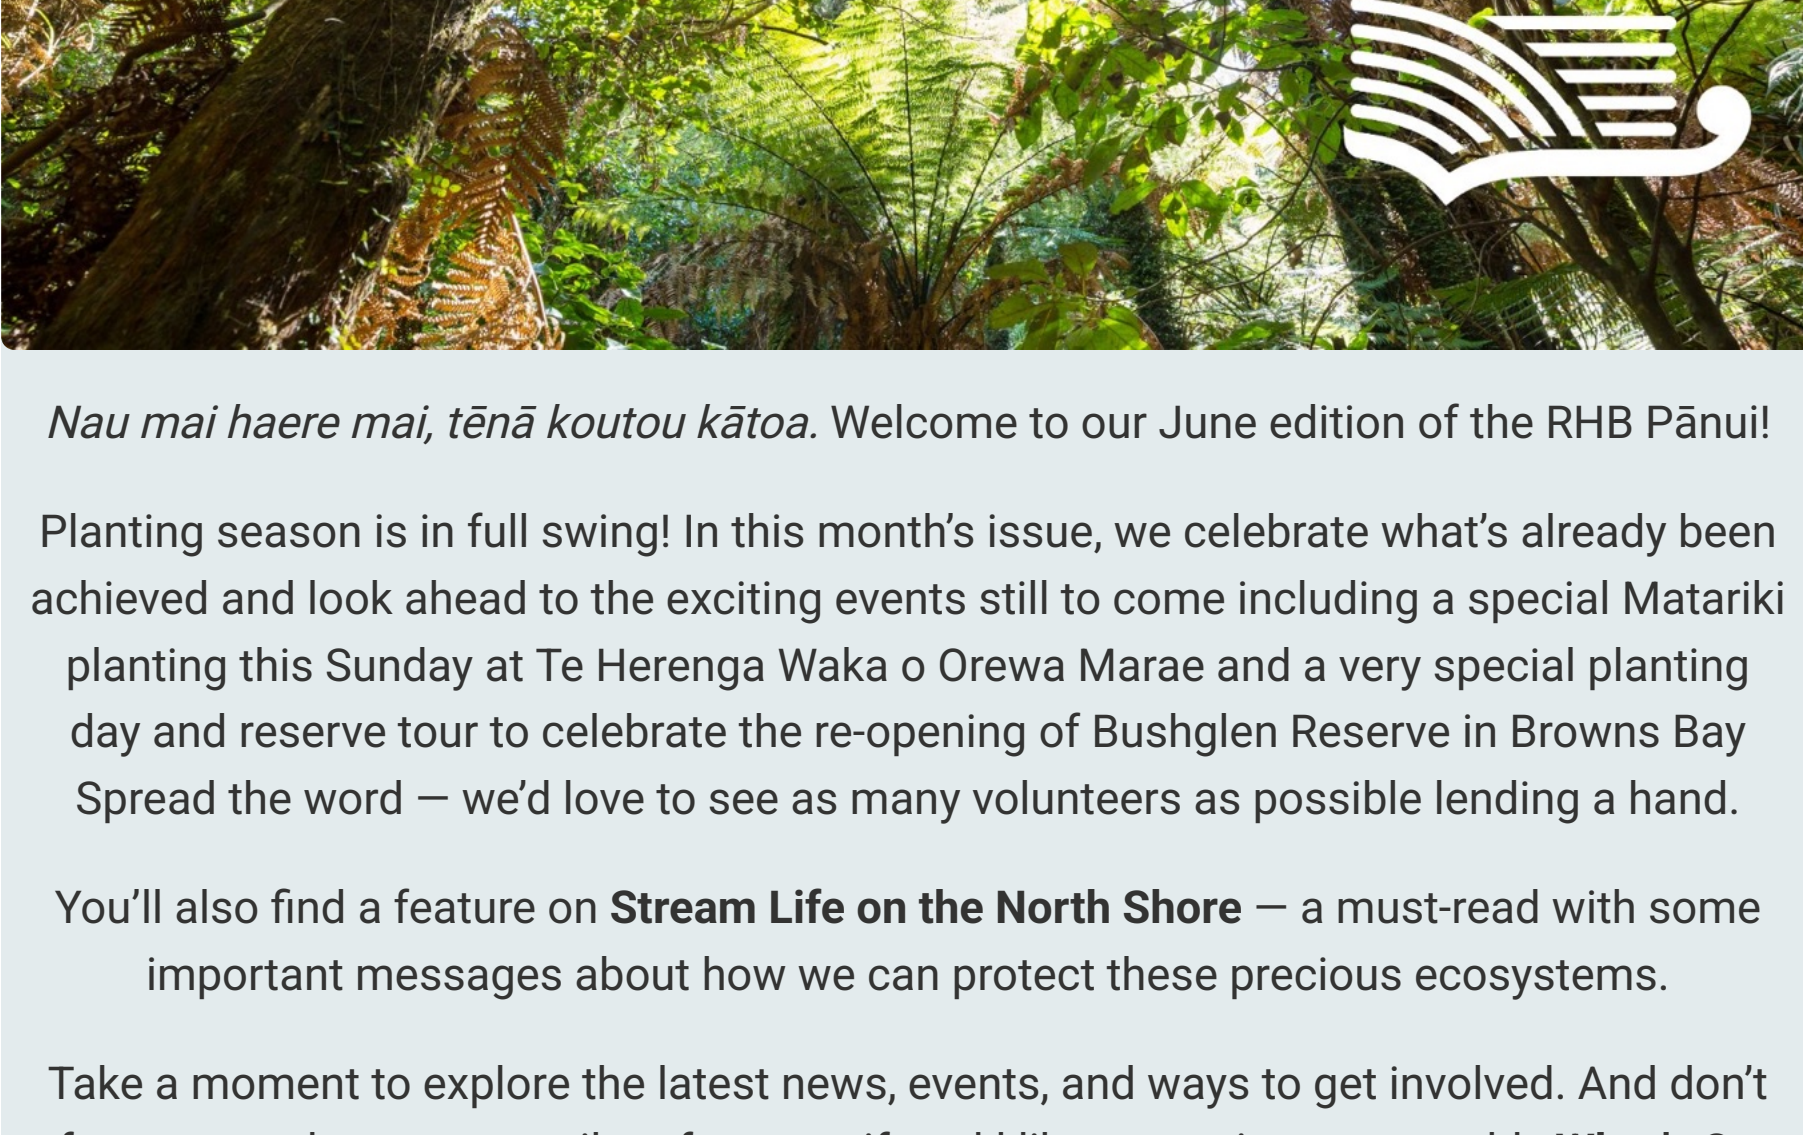 Nau mai haere mai, tēnā koutou kātoa. Welcome to our June edition of the RHB Pānui!
Planting season is in full swing! In this month’s issue, we celebrate what’s already been
achieved and look ahead to the exciting events still to come including a special Matariki
planting this Sunday at Te Herenga Waka o Orewa Marae and a very special planting
day and reserve tour to celebrate the re-opening of Bushglen Reserve in Browns Bay
Spread the word — we’d love to see as many volunteers as possible lending a hand.
You’ll also find a feature on Stream Life on the North Shore — a must-read with some
important messages about how we can protect these precious ecosystems.
Take a moment to explore the latest news, events, and ways to get involved. And don’t